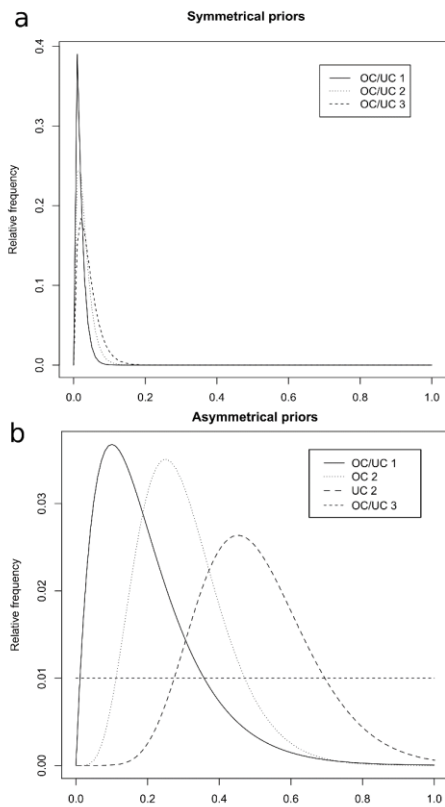 a
Symmetrical priors
OC/UC 1
OC/UC 2
OC/UC 3
Relative frequency
0.4
0.3
0.2
0.1
0.0
0.0 0.2 0.4 0.6 0.8 1.0
b
Asymmetrical priors
OC/UC 1
OC 2
UC 2
OC/UC 3
Relative frequency
0.03
0.02
0.01
0.00
0.0 0.2 0.4 0.6 0.8 1.0